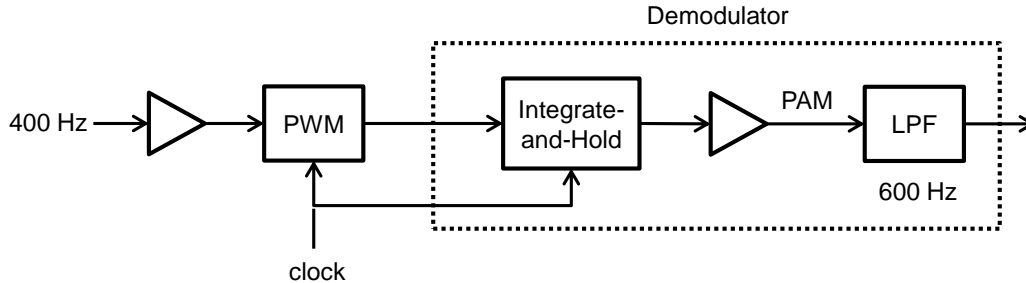 Demodulator
400 Hz
PWM
Integrate-
and-Hold
PAM
LPF
600 Hz
clock